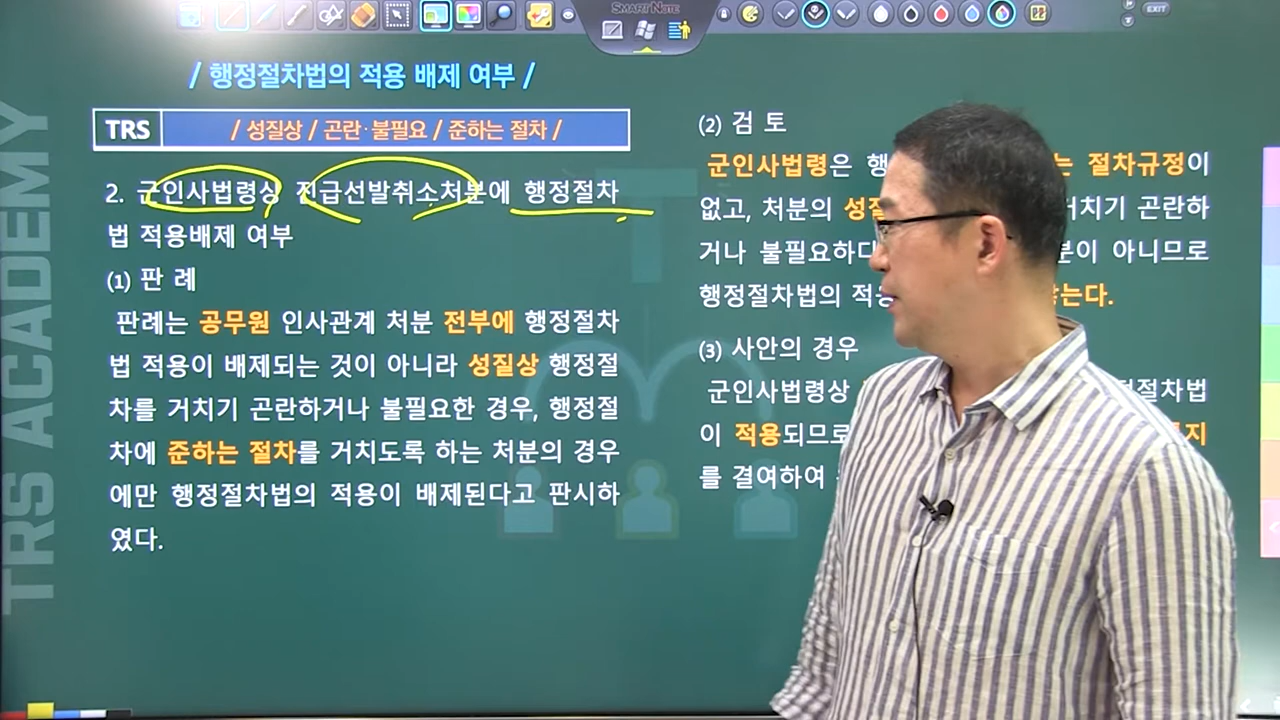 SMART NOTE
EXIT
/ 행정절차법의 적용 배제 여부 /
TRS / 성질상 / 곤란·불필요 / 준하는 절차 /
2. 군인사법령상 진급선발취소처분에 행정절차
법 적용배제 여부
(1) 판 례
판례는 공무원 인사관계 처분 전부에 행정절차
법 적용이 배제되는 것이 아니라 성질상 행정절
차를 거치기 곤란하거나 불필요한 경우, 행정절
차에 준하는 절차를 거치도록 하는 처분의 경우
에만 행정절차법의 적용이 배제된다고 판시하
였다.
(2) 검 토
군인사법령은 행 는 절차규정이
없고, 처분의 성질 거치기 곤란하
거나 불필요하다 분이 아니므로
행정절차법의 적용 않는다.
(3) 사안의 경우
군인사법령상 정절차법
이 적용되므로 지
를 결여하여
TRS ACADEMY